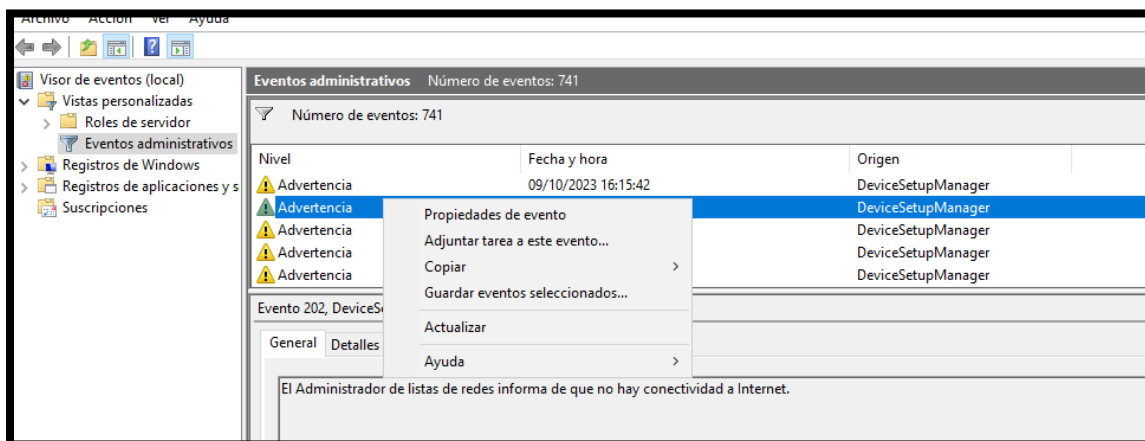 Archivo Acción Ver Ayuda
Visor de eventos (local)
Vistas personalizadas
Roles de servidor
Eventos administrativos
Registros de Windows
Registros de aplicaciones y s
Suscripciones
Eventos administrativos Número de eventos: 741
Número de eventos: 741
Nivel Fecha y hora Origen
Advertencia 09/10/2023 16:15:42 DeviceSetupManager
Advertencia DeviceSetupManager
Advertencia DeviceSetupManager
Advertencia DeviceSetupManager
Advertencia DeviceSetupManager
Propiedades de evento
Adjuntar tarea a este evento...
Copiar
Guardar eventos seleccionados...
Actualizar
Ayuda
Evento 202, DeviceS
General Detalles
El Administrador de listas de redes informa de que no hay conectividad a Internet.